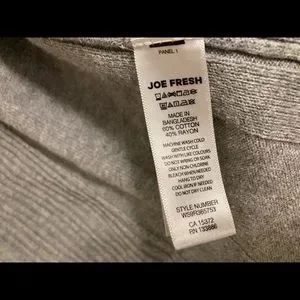 PANEL 1
JOE FRESH
MADE IN
BANGLADESH
60% COTTON
40% RAYON
MACHINE WASH COLD
GENTLE CYCLE
WASH WITH LIKE COLOURS
DO NOT WRING OR SOAK
ONLY NON-CHLORINE
BLEACH WHEN NEEDED
HANG TO DRY
COOL IRON IF NEEDED
DO NOT DRY CLEAN
STYLE NUMBER
CA 15372
RN 133886